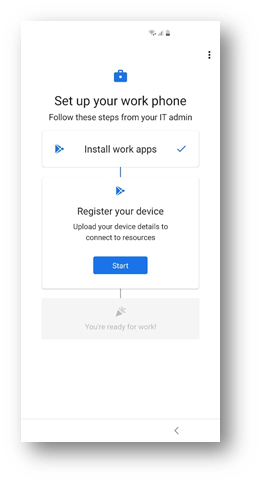 Set up your work phone
Follow these steps from your IT admin
Install work apps
Register your device
Upload your device details to
connect to resources
Start
You're ready for work!